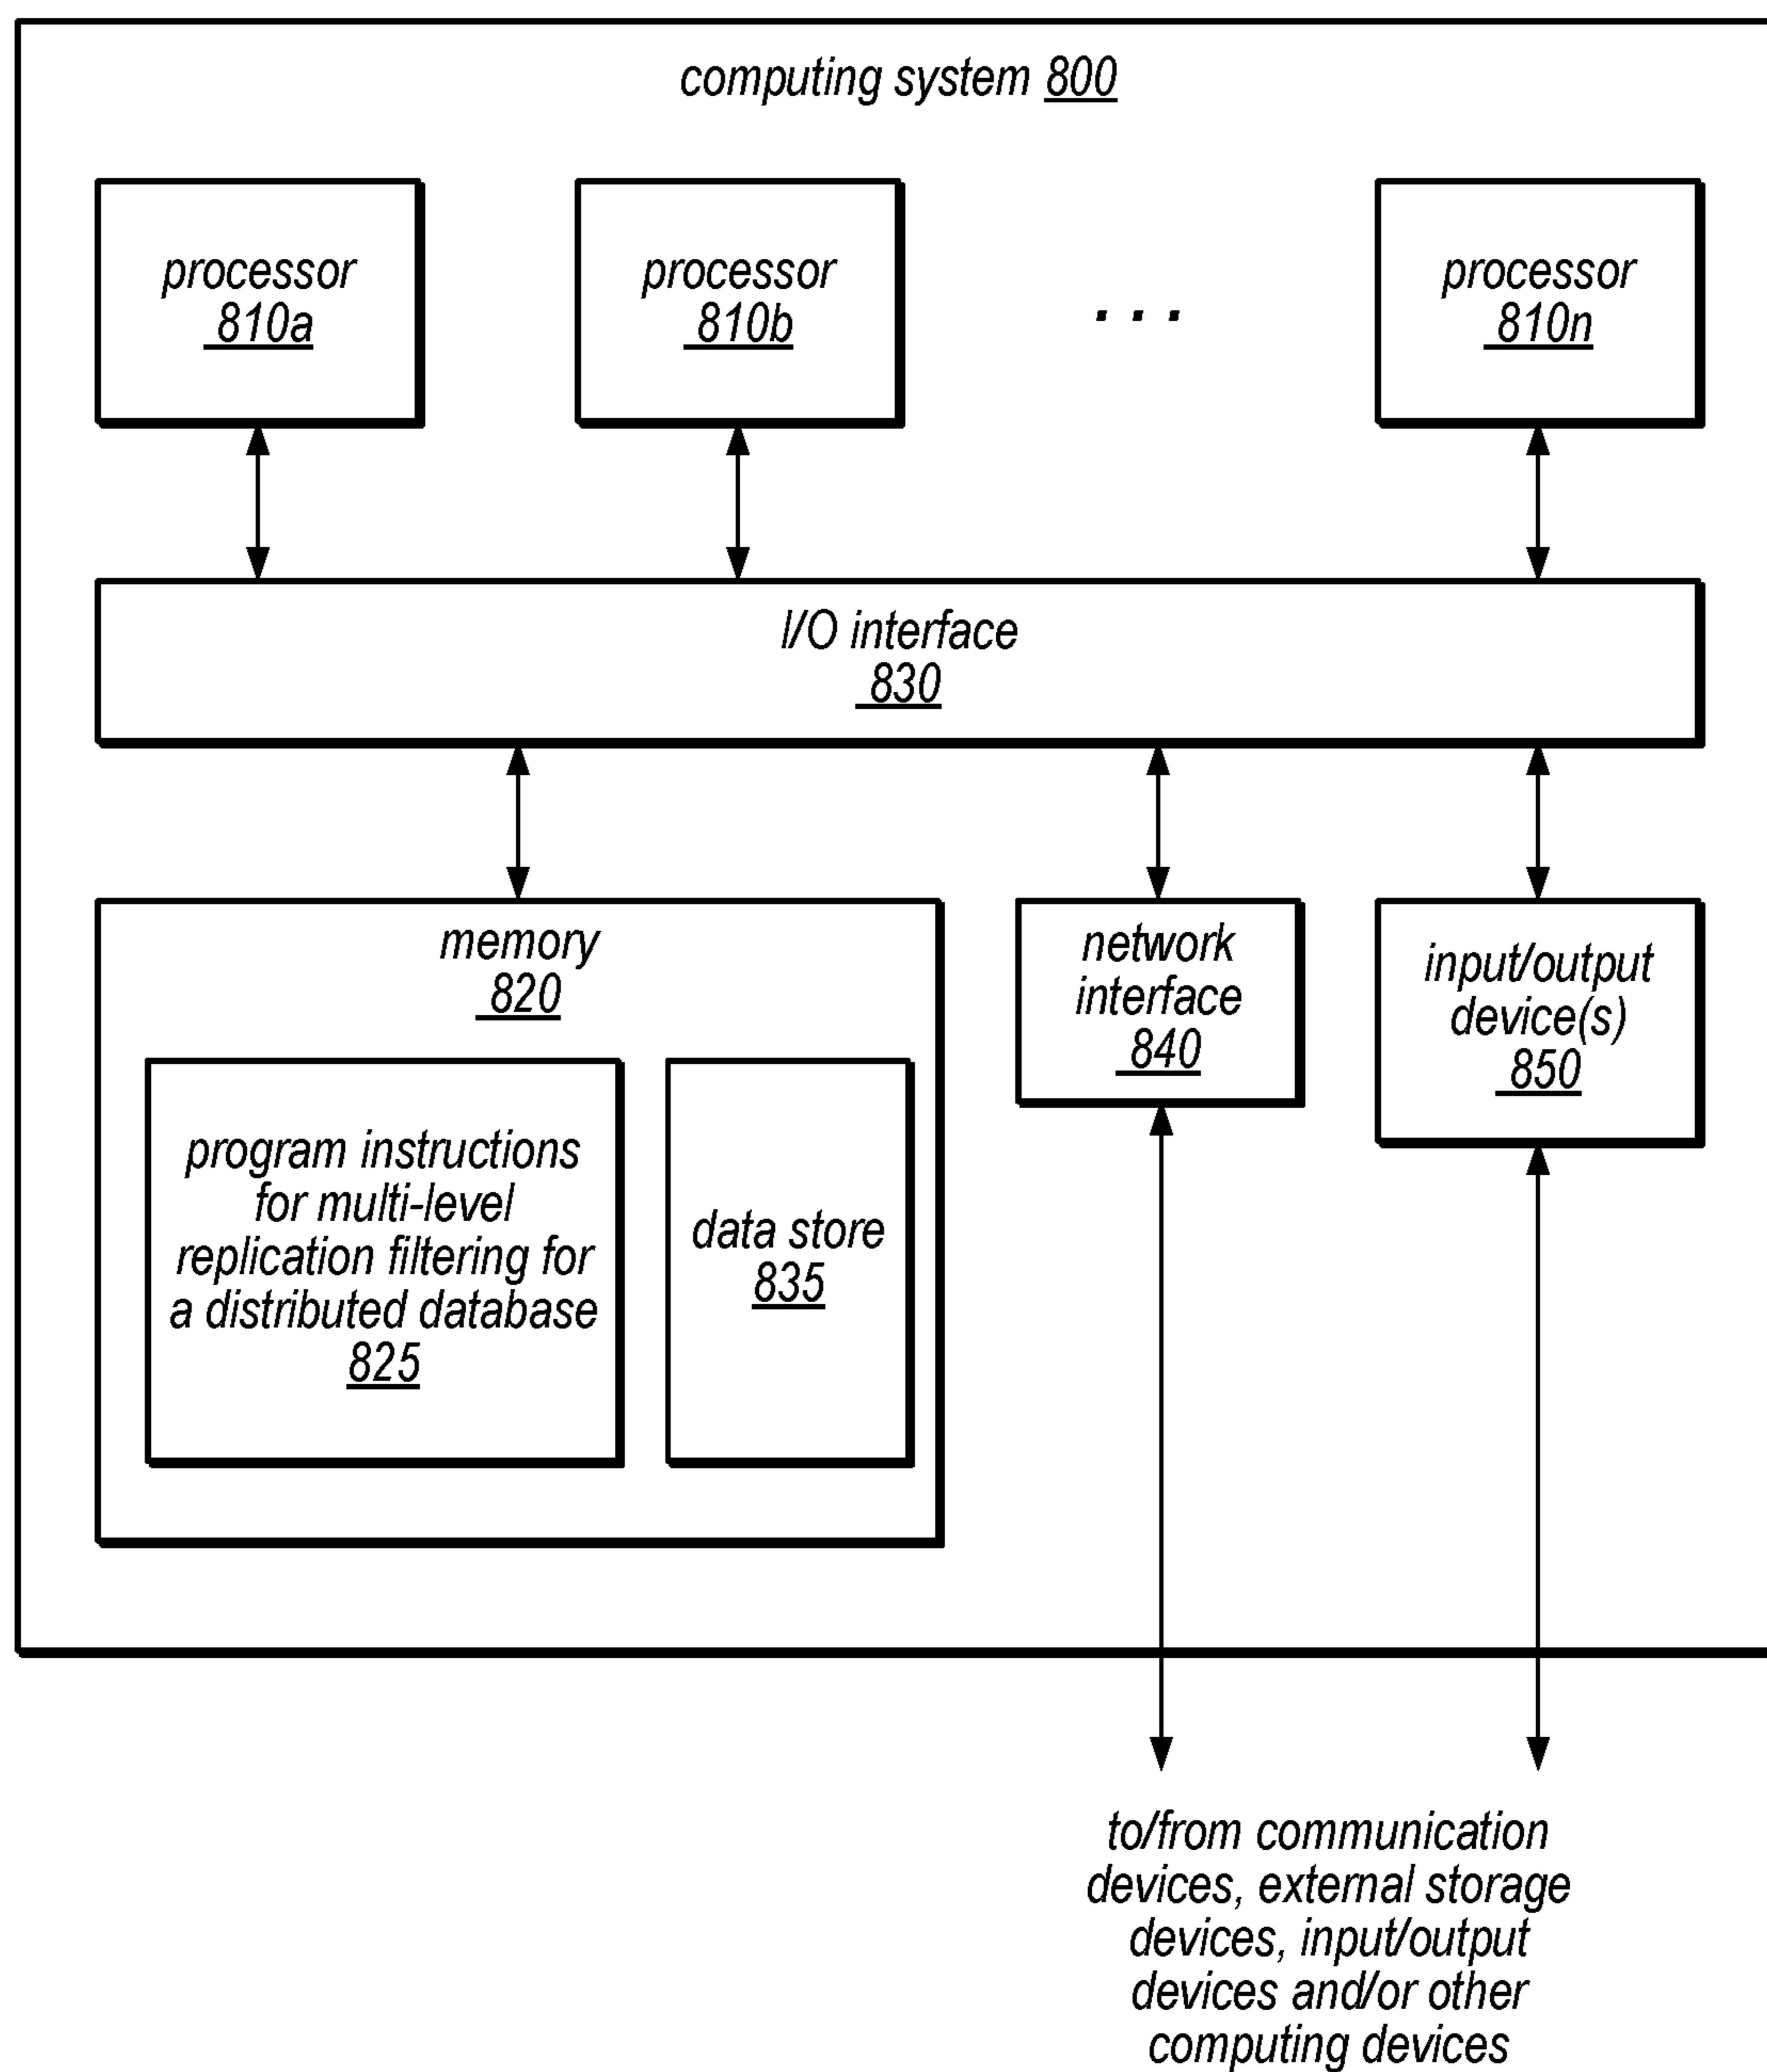 computing system 800
processor
810a
processor
810b
. . .
processor
810n
I/O interface
830
memory
820
program instructions
for multi-level
replication filtering for
a distributed database
825
data store
835
network
interface
840
input/output
device(s)
850
to/from communication
devices, external storage
devices, input/output
devices and/or other
computing devices